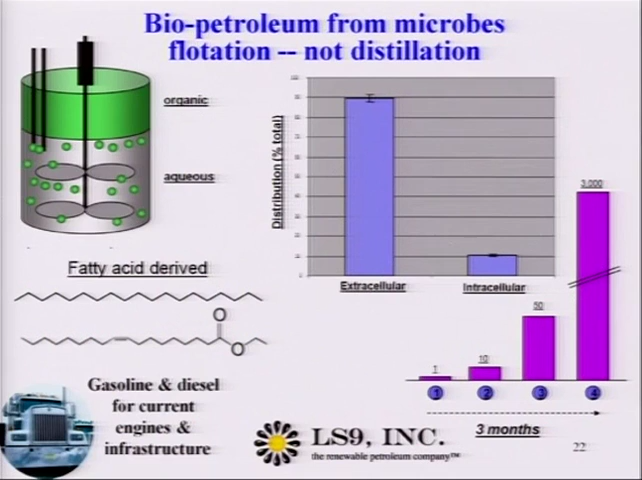 Bio-petroleum from microbes
flotation -- not distillation
organic
aqueous
Distribution (% total)
Extracellular
Intracellular
Fatty acid derived
O
O
Gasoline & diesel
for current
engines &
infrastructure
LS9, INC.
the renewable petroleum company™
1
10
50
3,000
1
2
3
4
3 months
22